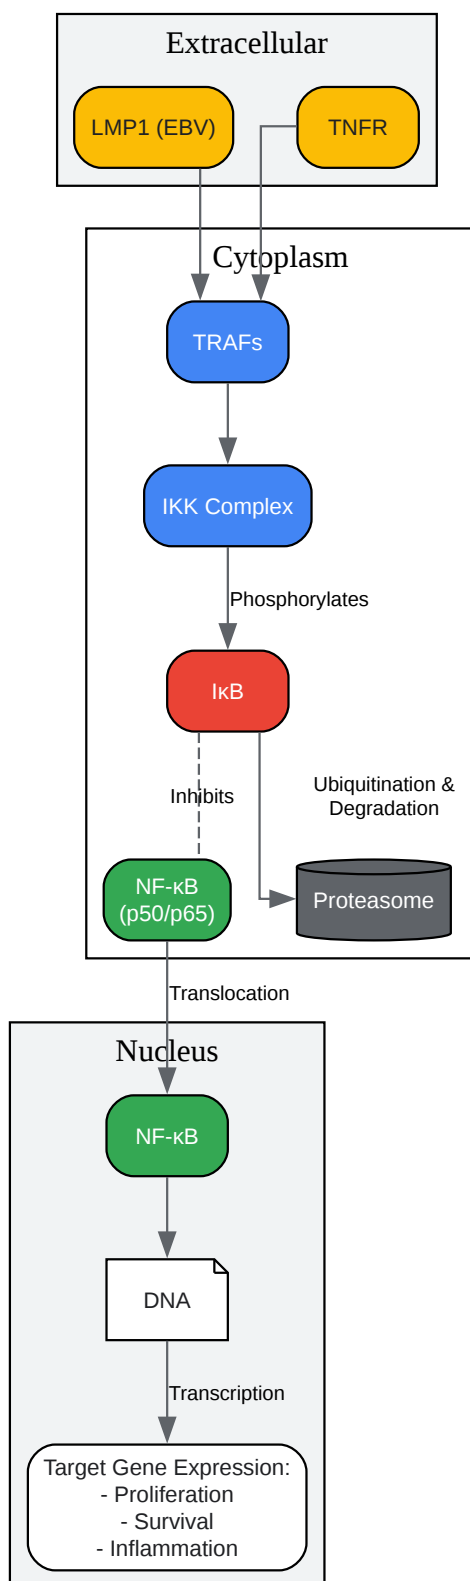 Extracellular
LMP1 (EBV)
TNFR
Cytoplasm
TRAFs
IKK Complex
Phosphorylates
IκB
Inhibits
Ubiquitination &
Degradation
NF-κB
(p50/p65)
Proteasome
Translocation
Nucleus
NF-κB
DNA
Transcription
Target Gene Expression:
- Proliferation
- Survival
- Inflammation